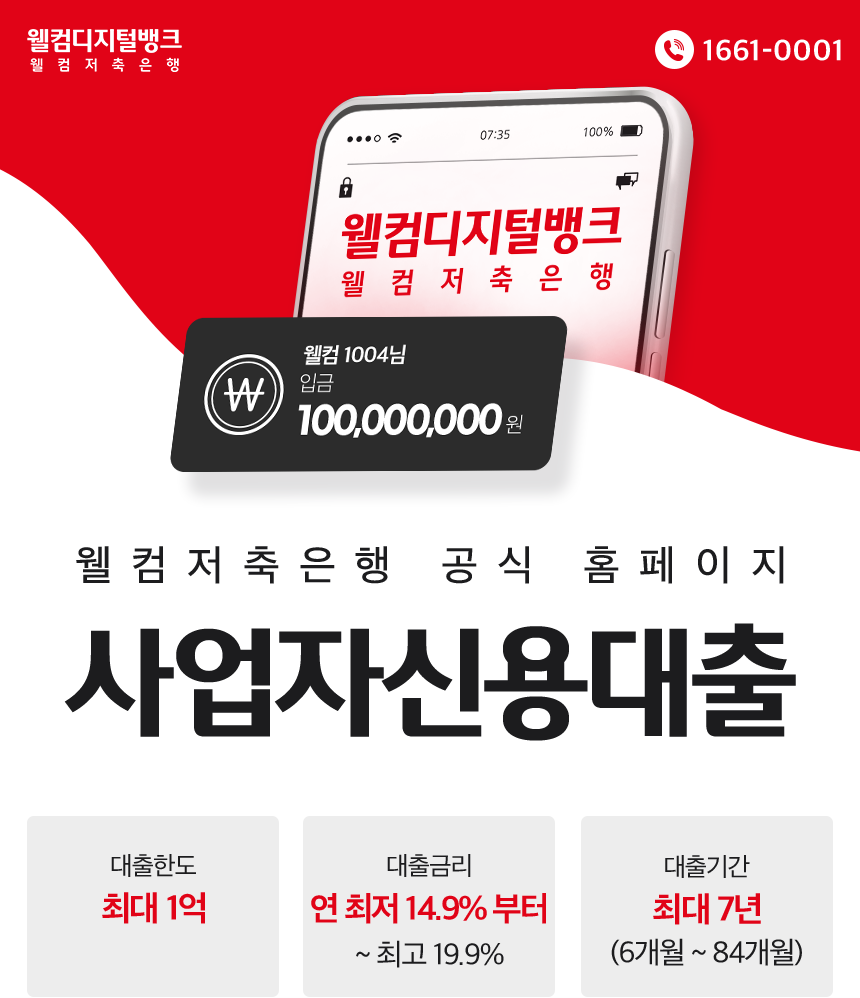 웰컴디지털뱅크
웰컴저축은행
1661-0001
07:35
100%
웰컴디지털뱅크
웰컴저축은행
웰컴 1004님
입금
100,000,000 원
웰컴저축은행 공식 홈페이지
사업자신용대출
대출한도
최대 1억
대출금리
연 최저 14.9% 부터
~ 최고 19.9%
대출기간
최대 7년
(6개월 ~ 84개월)